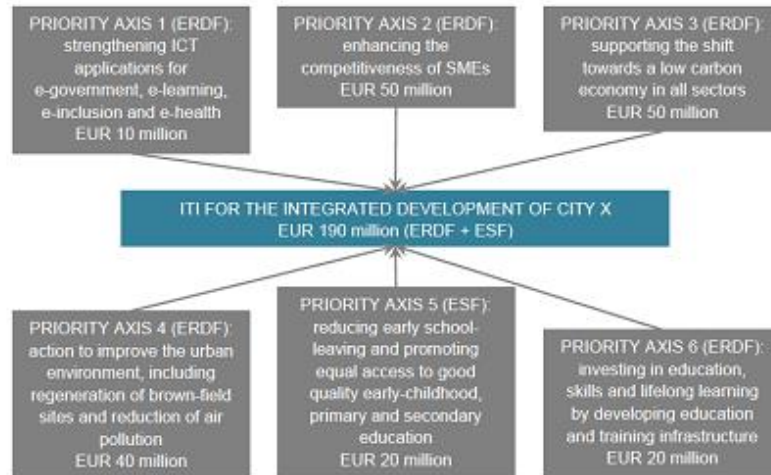 PRIORITY AXIS 1 (ERDF):
strengthening ICT
applications for
e-government, e-learning,
e-inclusion and e-health
EUR 10 million
PRIORITY AXIS 2 (ERDF):
enhancing the
competitiveness of SMEs
EUR 50 million
PRIORITY AXIS 3 (ERDF):
supporting the shift
towards a low carbon
economy in all sectors
EUR 50 million
ITI FOR THE INTEGRATED DEVELOPMENT OF CITY X
EUR 190 million (ERDF + ESF)
PRIORITY AXIS 4 (ERDF):
action to improve the urban
environment, including
regeneration of brown-field
sites and reduction of air
pollution
EUR 40 million
PRIORITY AXIS 5 (ESF):
reducing early school-
leaving and promoting
equal access to good
quality early-childhood,
primary and secondary
education
EUR 20 million
PRIORITY AXIS 6 (ERDF):
investing in education,
skills and lifelong learning
by developing education
and training infrastructure
EUR 20 million